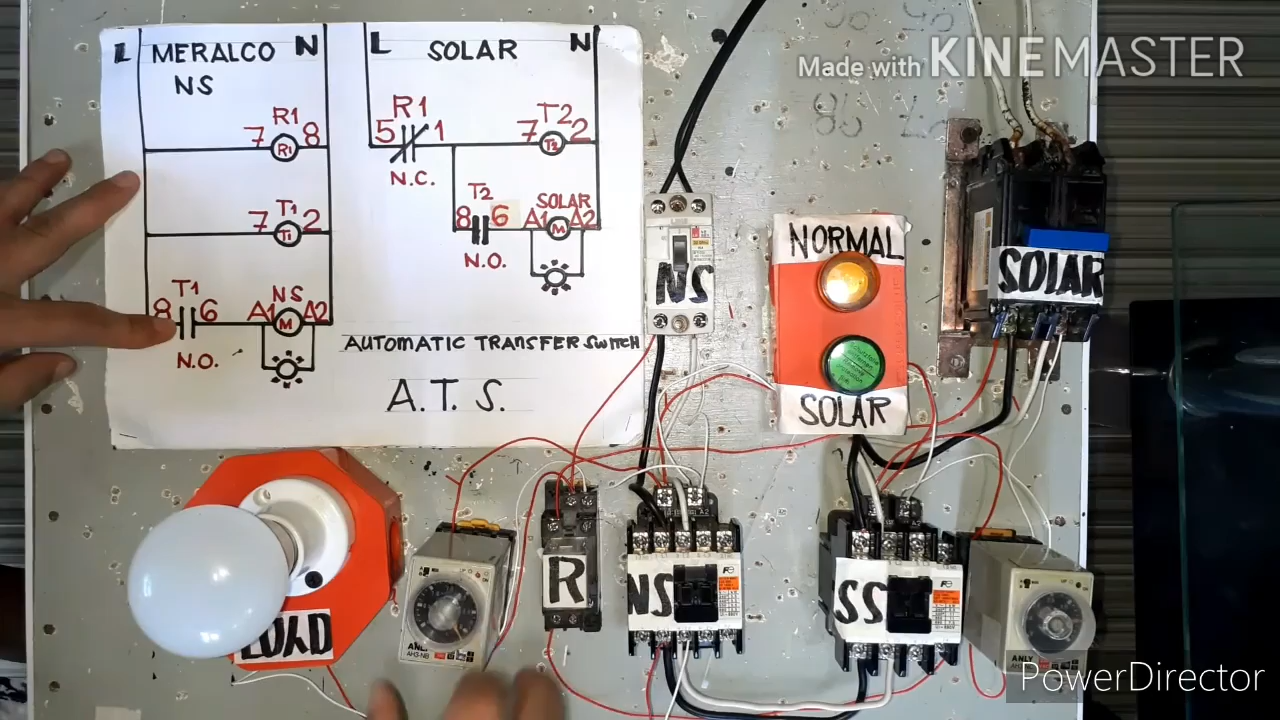 L MERALCO N
NS
R1
7 R1 8
T1
7 T1 2
T1
8 6
N.O.
NS
A1 M A2
L SOLAR N
R1
5 1
N.C.
T2
7 T2 2
T2
8 6
N.O.
SOLAR
A1 M A2
AUTOMATIC TRANSFER SWITCH
A.T.S.
Made with KINEMASTER
NS
NORMAL
SOLAR
SOLAR
LOAD
R
NS
SS
ANLY
ANLY
PowerDirector